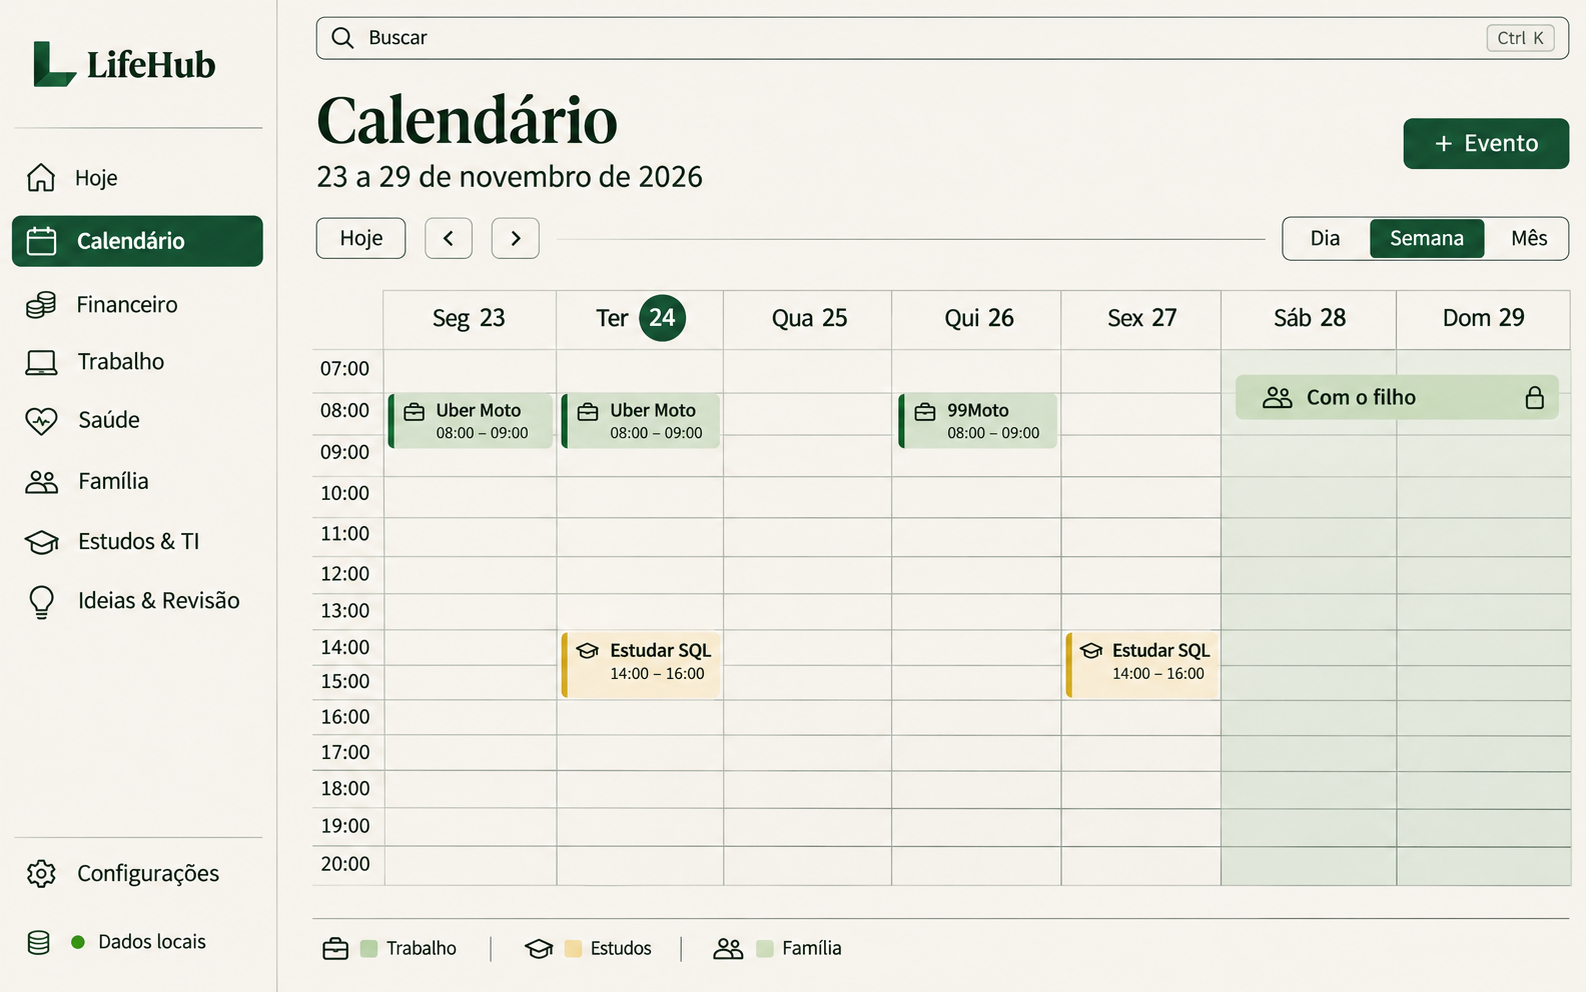 LifeHub
Hoje
Calendário
Financeiro
Trabalho
Saúde
Família
Estudos & TI
Ideias & Revisão
Configurações
Dados locais
Buscar
Ctrl K
Calendário
23 a 29 de novembro de 2026
+ Evento
Hoje
Dia
Semana
Mês
Seg 23
Ter 24
Qua 25
Qui 26
Sex 27
Sáb 28
Dom 29
07:00
Com o filho
08:00
Uber Moto
08:00 – 09:00
Uber Moto
08:00 – 09:00
99Moto
08:00 – 09:00
09:00
10:00
11:00
12:00
13:00
14:00
Estudar SQL
14:00 – 16:00
Estudar SQL
14:00 – 16:00
15:00
16:00
17:00
18:00
19:00
20:00
Trabalho
Estudos
Família